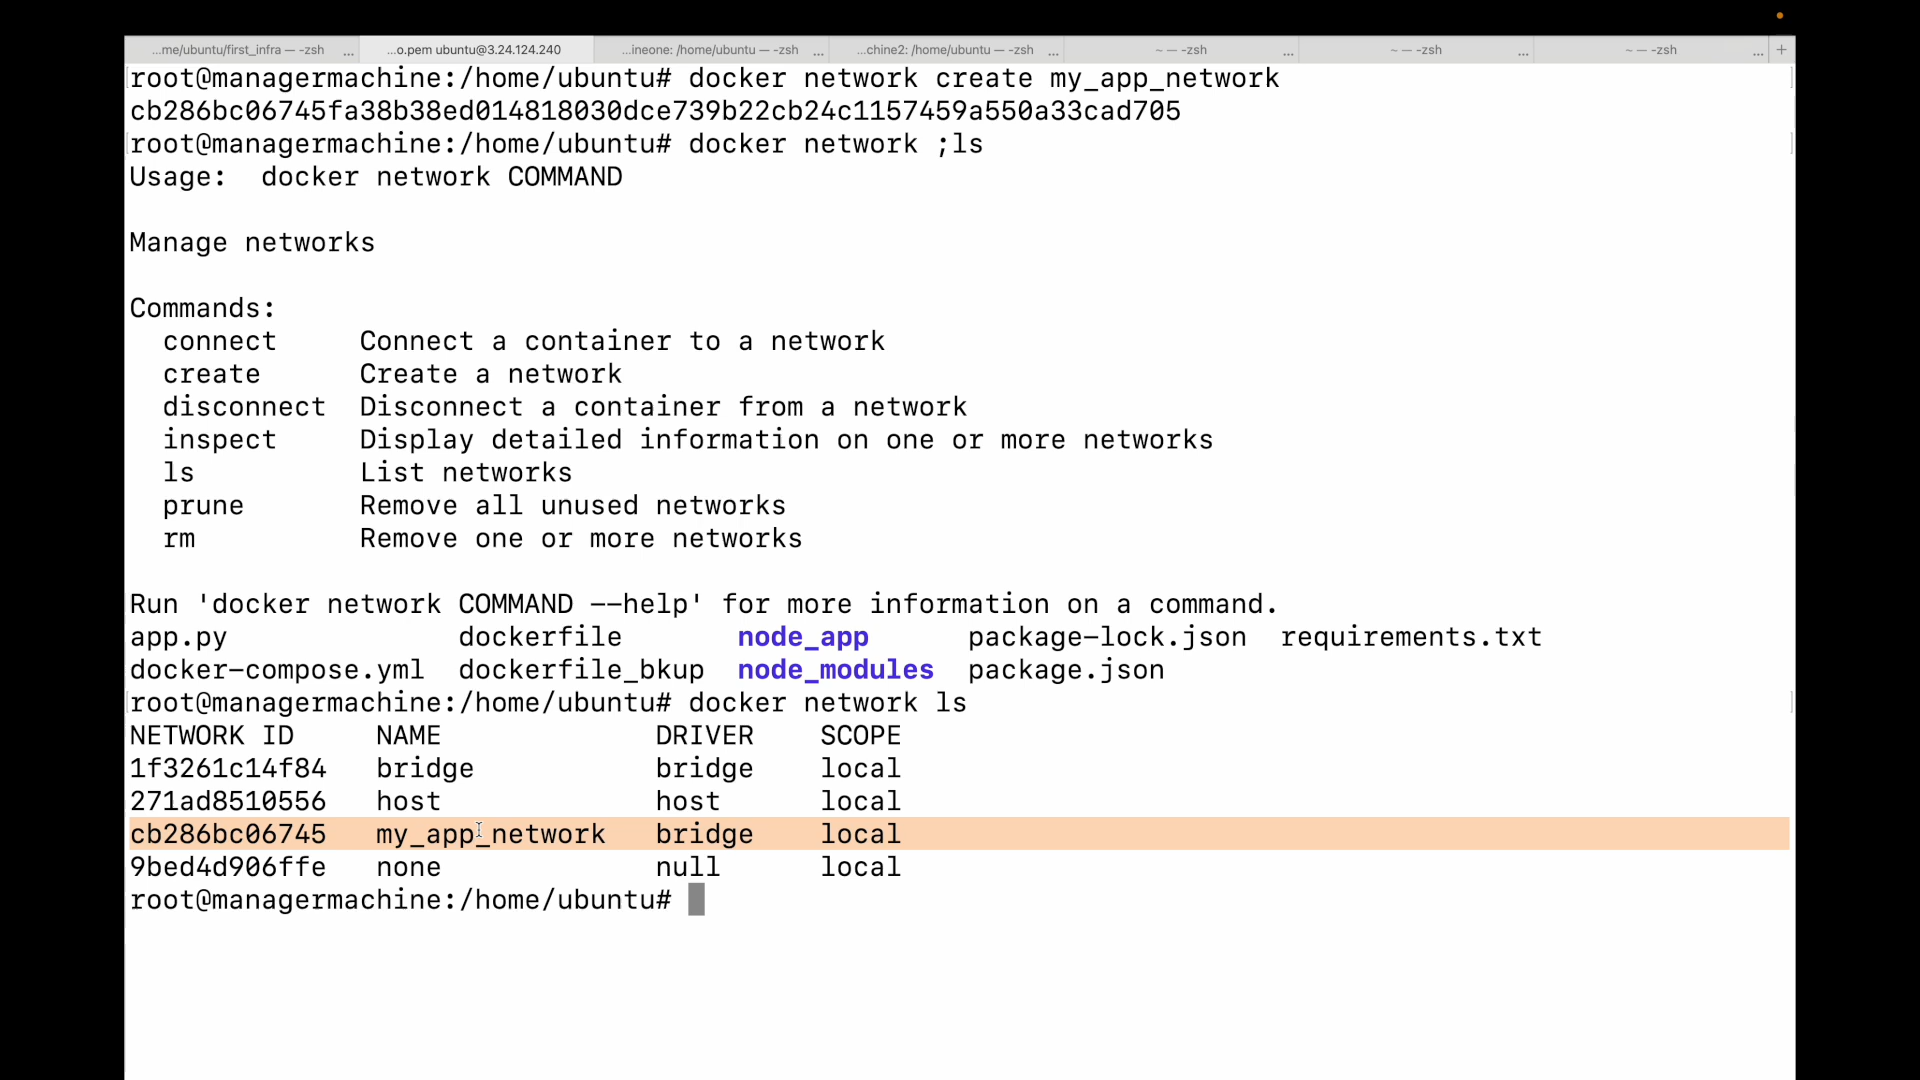 ...me/ubuntu/first_infra — -zsh ... ...o.pem ubuntu@3.24.124.240 ...ineone: /home/ubuntu — -zsh ... ...chine2: /home/ubuntu — -zsh ... ~ — -zsh ... ~ — -zsh ... ~ — -zsh ... +
root@managermachine:/home/ubuntu# docker network create my_app_network
cb286bc06745fa38b38ed014818030dce739b22cb24c1157459a550a33cad705
root@managermachine:/home/ubuntu# docker network ;ls
Usage:  docker network COMMAND
Manage networks
Commands:
  connect     Connect a container to a network
  create      Create a network
  disconnect  Disconnect a container from a network
  inspect     Display detailed information on one or more networks
  ls          List networks
  prune       Remove all unused networks
  rm          Remove one or more networks
Run 'docker network COMMAND --help' for more information on a command.
app.py              dockerfile       node_app      package-lock.json  requirements.txt
docker-compose.yml  dockerfile_bkup  node_modules  package.json
root@managermachine:/home/ubuntu# docker network ls
NETWORK ID     NAME             DRIVER    SCOPE
1f3261c14f84   bridge           bridge    local
271ad8510556   host             host      local
cb286bc06745   my_app_network   bridge    local
9bed4d906ffe   none             null      local
root@managermachine:/home/ubuntu#